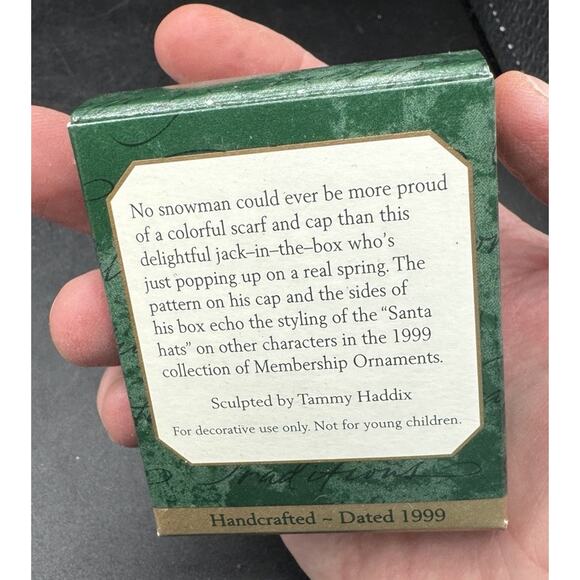 No snowman could ever be more proud
of a colorful scarf and cap than this
delightful jack–in–the–box who's
just popping up on a real spring. The
pattern on his cap and the sides of
his box echo the styling of the "Santa
hats" on other characters in the 1999
collection of Membership Ornaments.
Sculpted by Tammy Haddix
For decorative use only. Not for young children.
Traditions
Handcrafted ~ Dated 1999